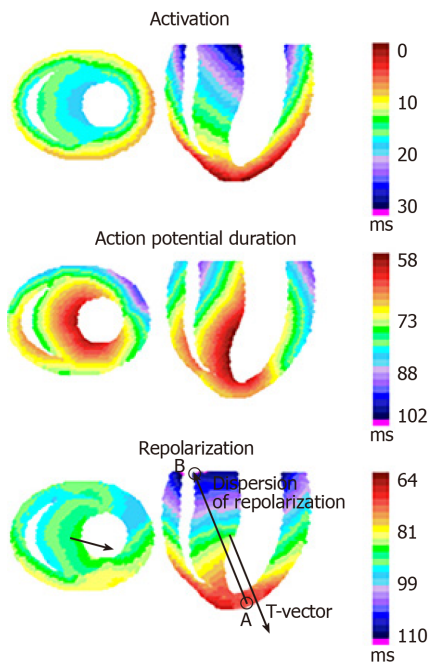 Activation
0
10
20
30
ms
Action potential duration
58
73
88
102
ms
Repolarization
B
Dispersion
of repolarization
A
T-vector
64
81
99
110
ms